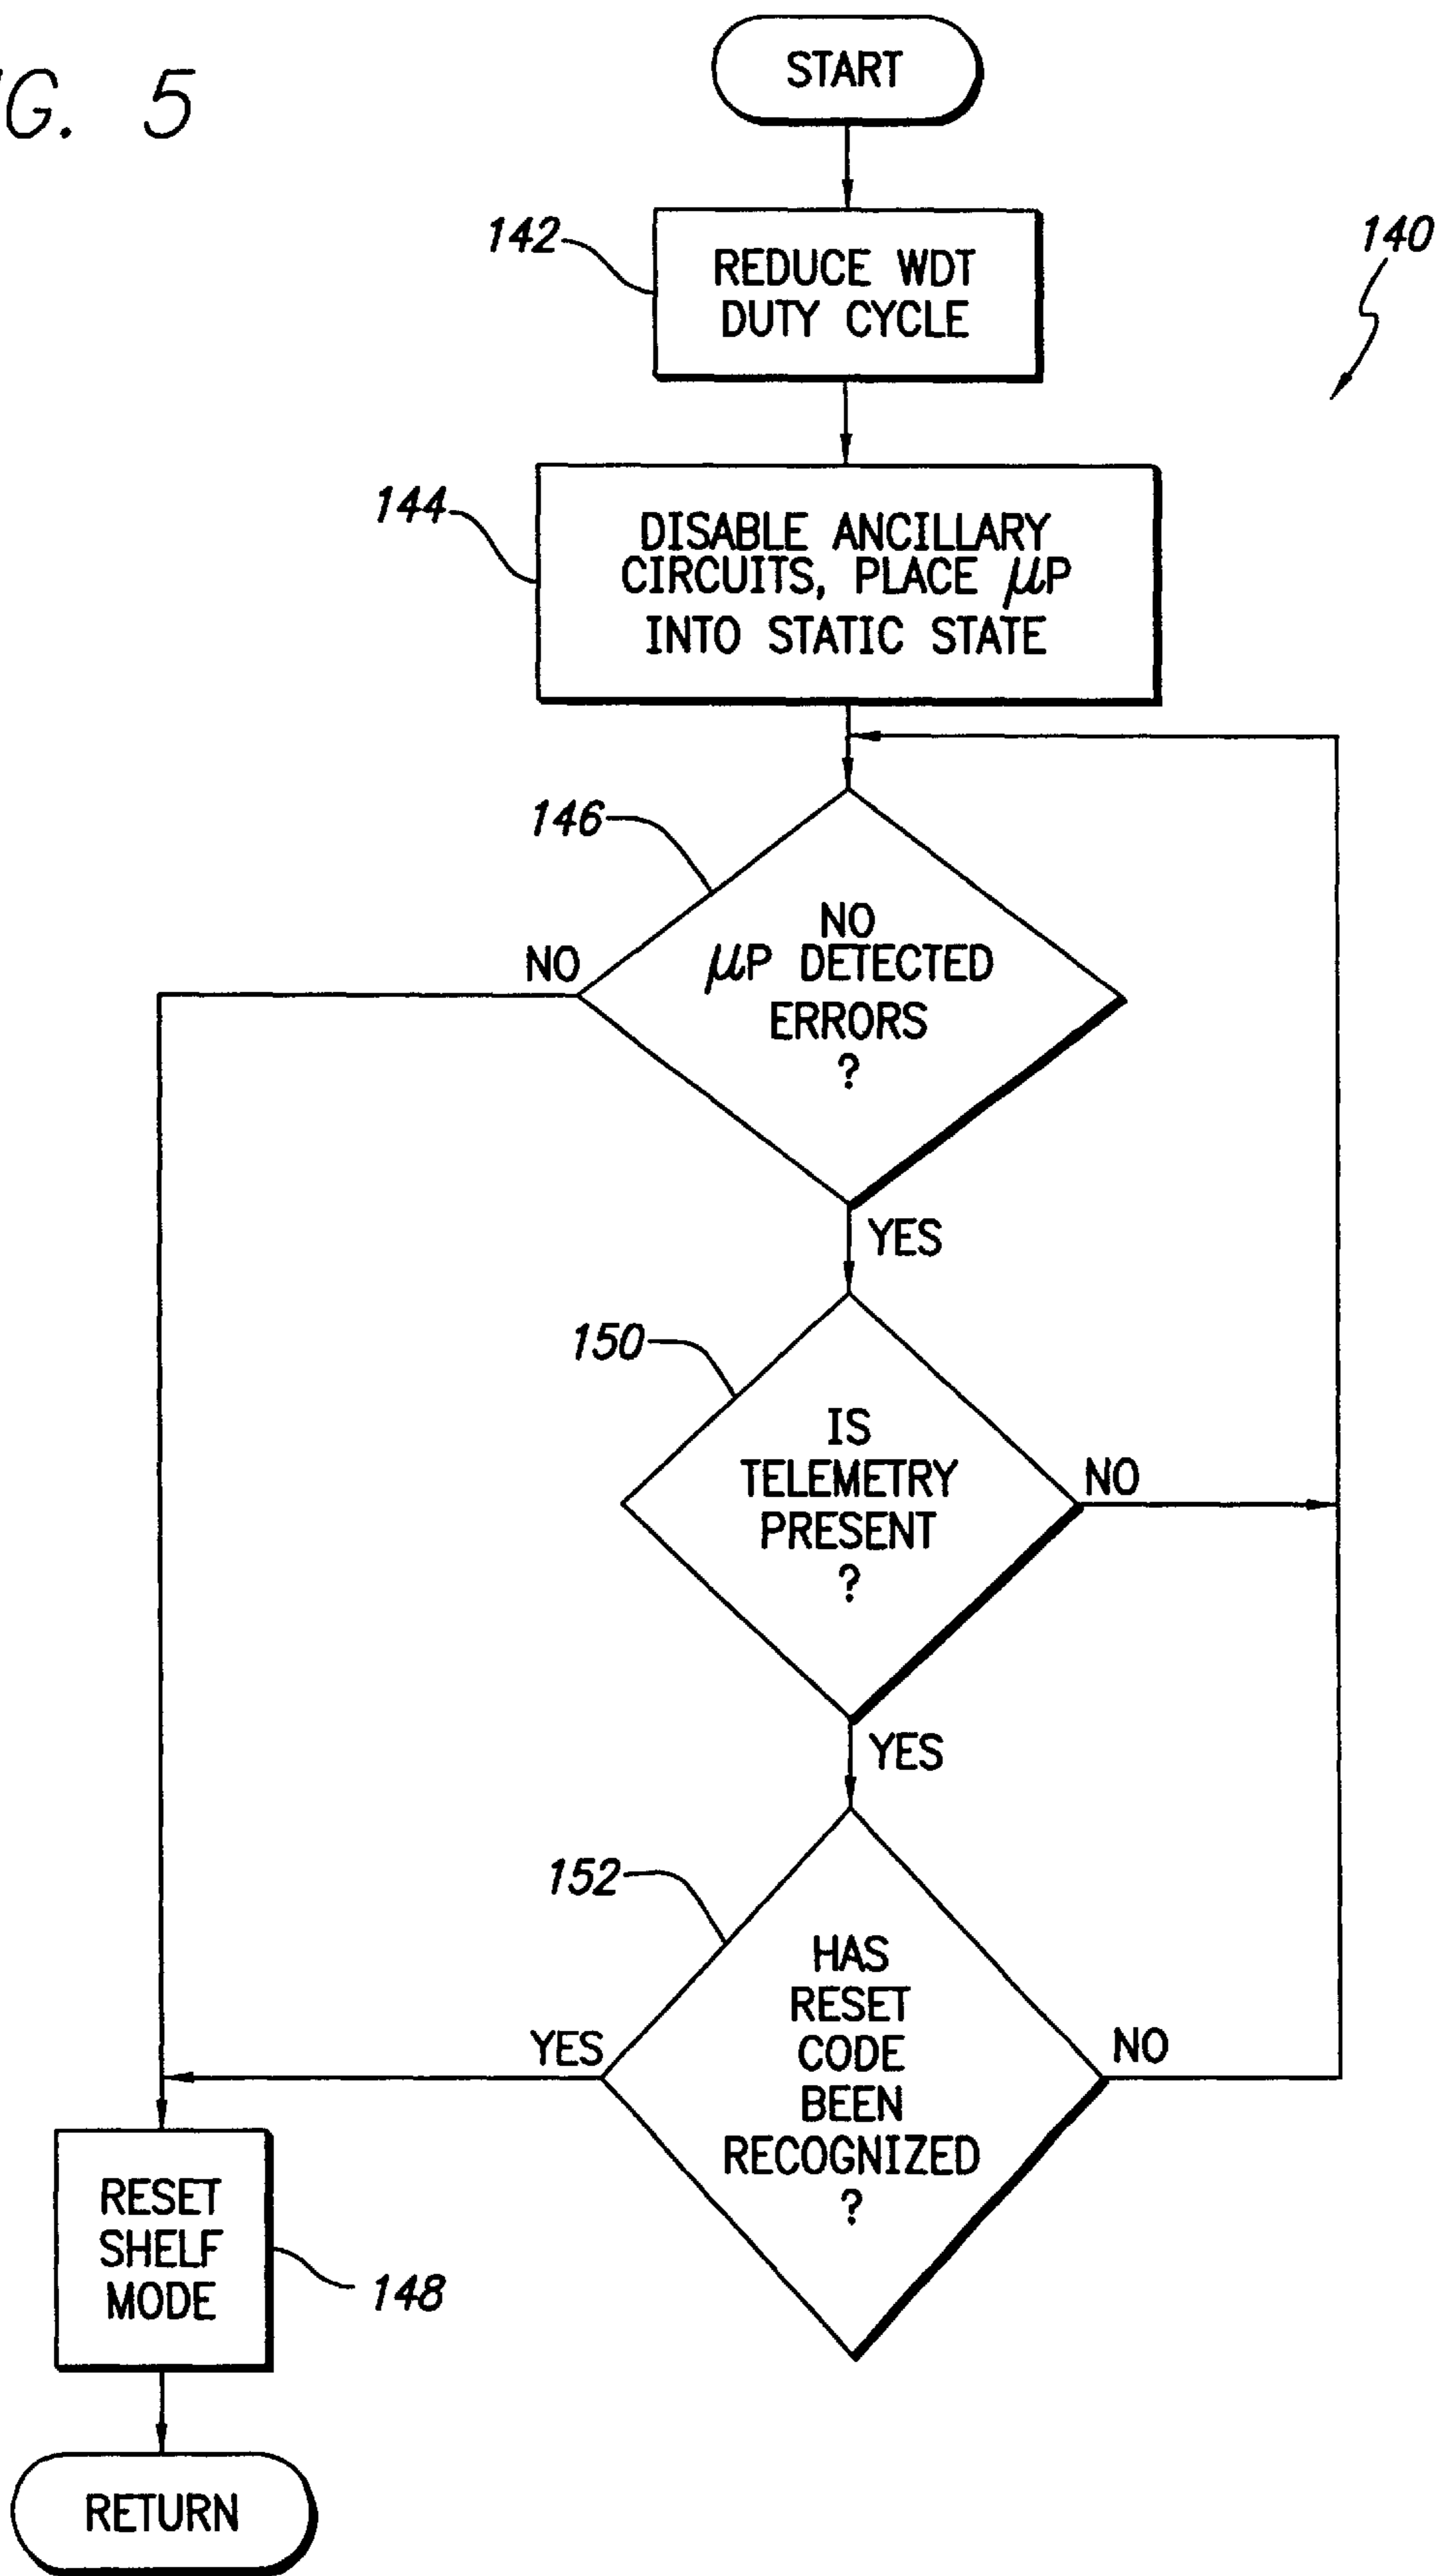 G. 5
START
142
REDUCE WDT
DUTY CYCLE
140
144
DISABLE ANCILLARY
CIRCUITS, PLACE μP
INTO STATIC STATE
146
NO
NO
μP DETECTED
ERRORS
?
YES
150
IS
TELEMETRY
PRESENT
?
NO
YES
152
HAS
RESET
CODE
BEEN
RECOGNIZED
?
YES
NO
RESET
SHELF
MODE
148
RETURN